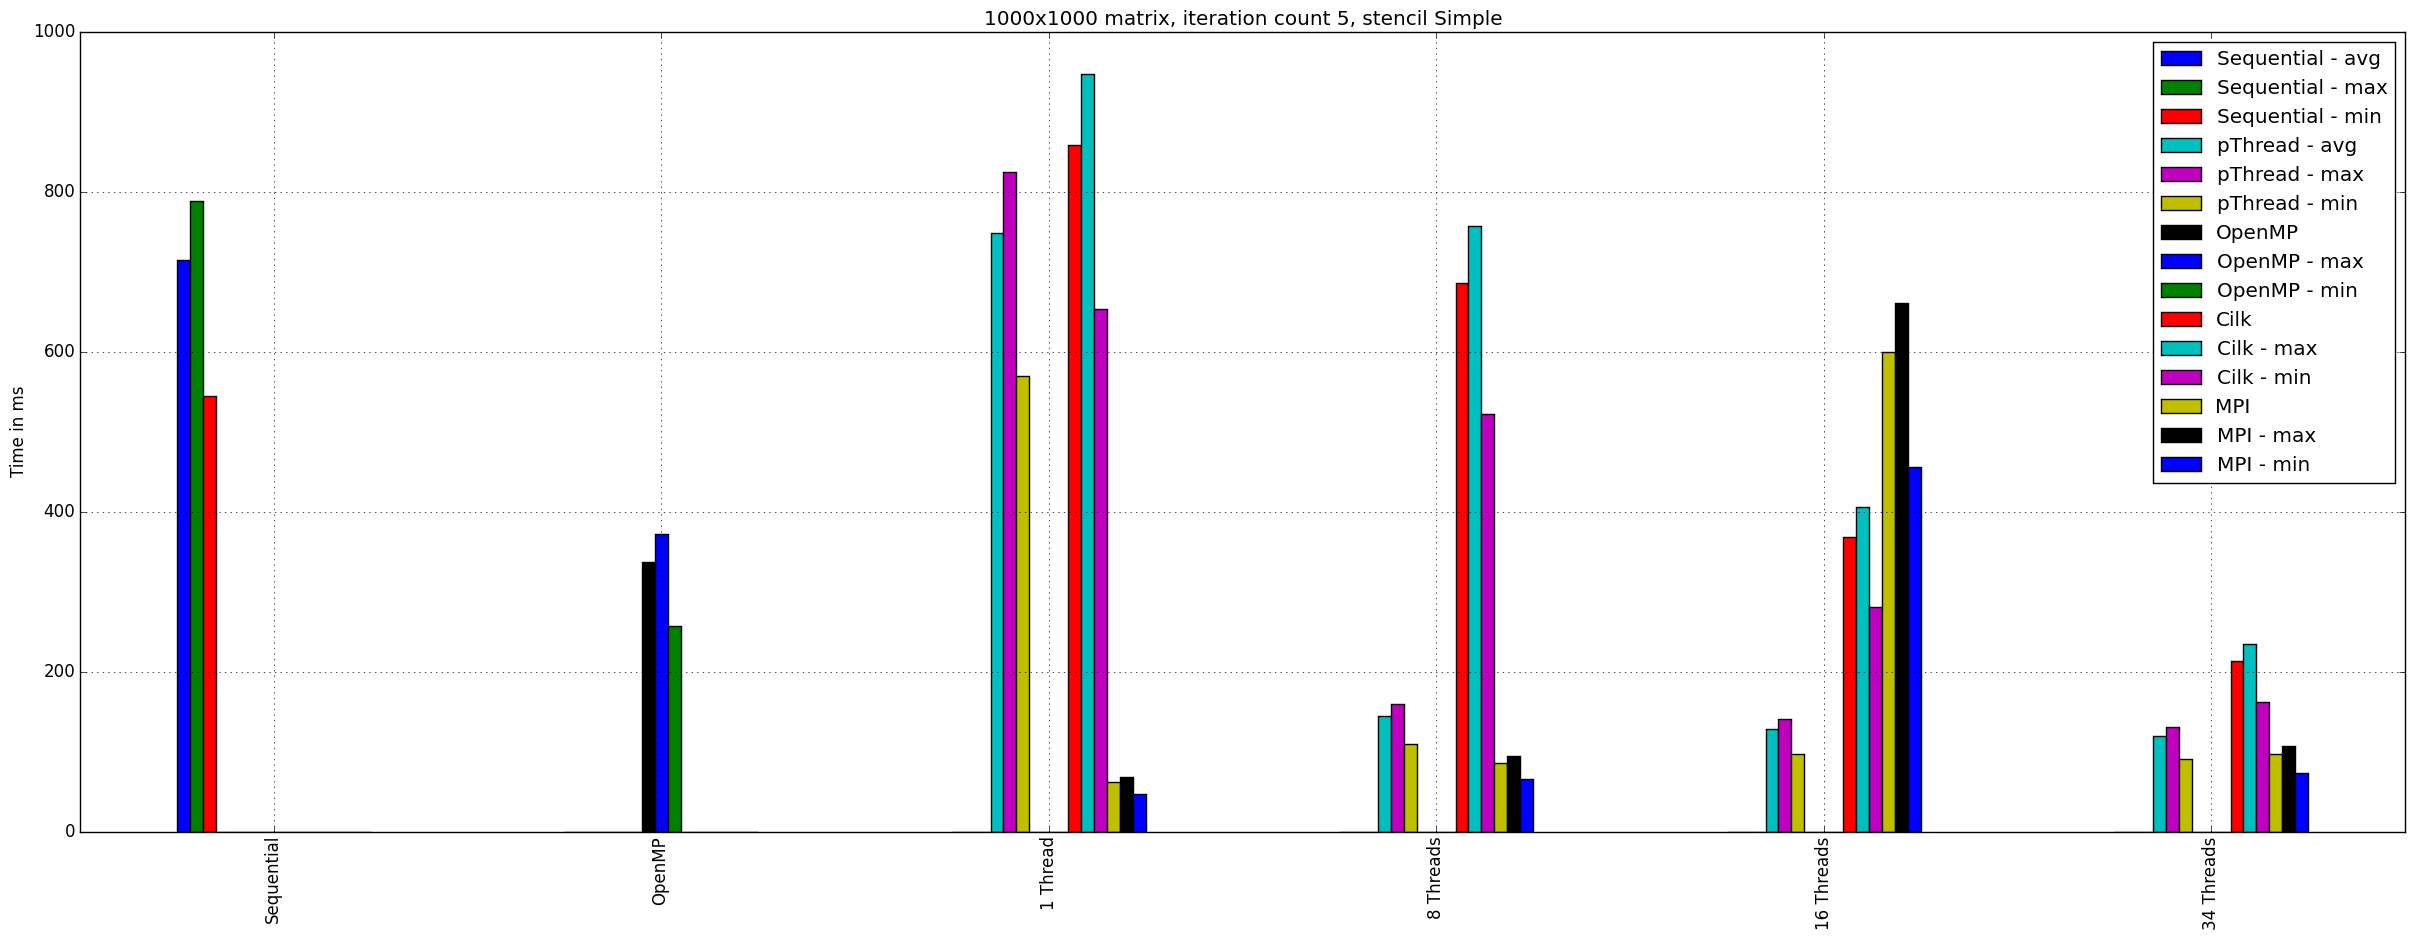 1000x1000 matrix, iteration count 5, stencil Simple
1000
800
600
400
200
0
Time in ms
Sequential
OpenMP
1 Thread
8 Threads
16 Threads
34 Threads
Sequential - avg
Sequential - max
Sequential - min
pThread - avg
pThread - max
pThread - min
OpenMP
OpenMP - max
OpenMP - min
Cilk
Cilk - max
Cilk - min
MPI
MPI - max
MPI - min